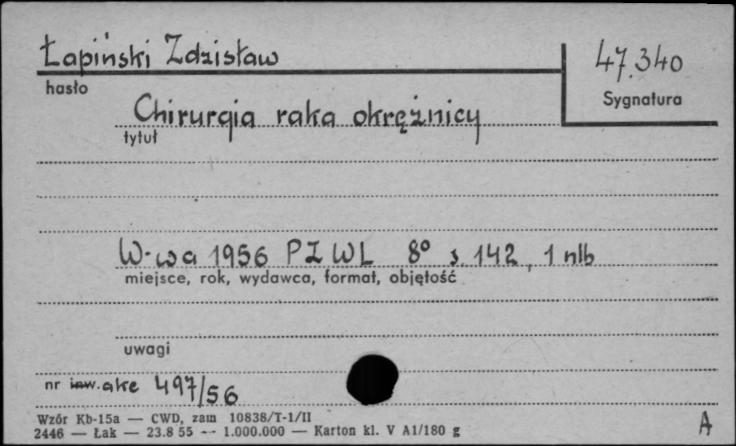 Łapiński Zdzisław
47.340
hasło
Sygnatura
Chirurgia raka okrężnicy
tytuł
W-wa 1956 PZWL 8° s. 142, 1 nlb
miejsce, rok, wydawca, format, objętość
uwagi
nr inw. akc 497/56
Wzór Kb-15a — CWD, zam 10838/T-1/II
2446 — Łak — 23.8 55 — 1.000.000 — Karton kl. V A1/180 g
A